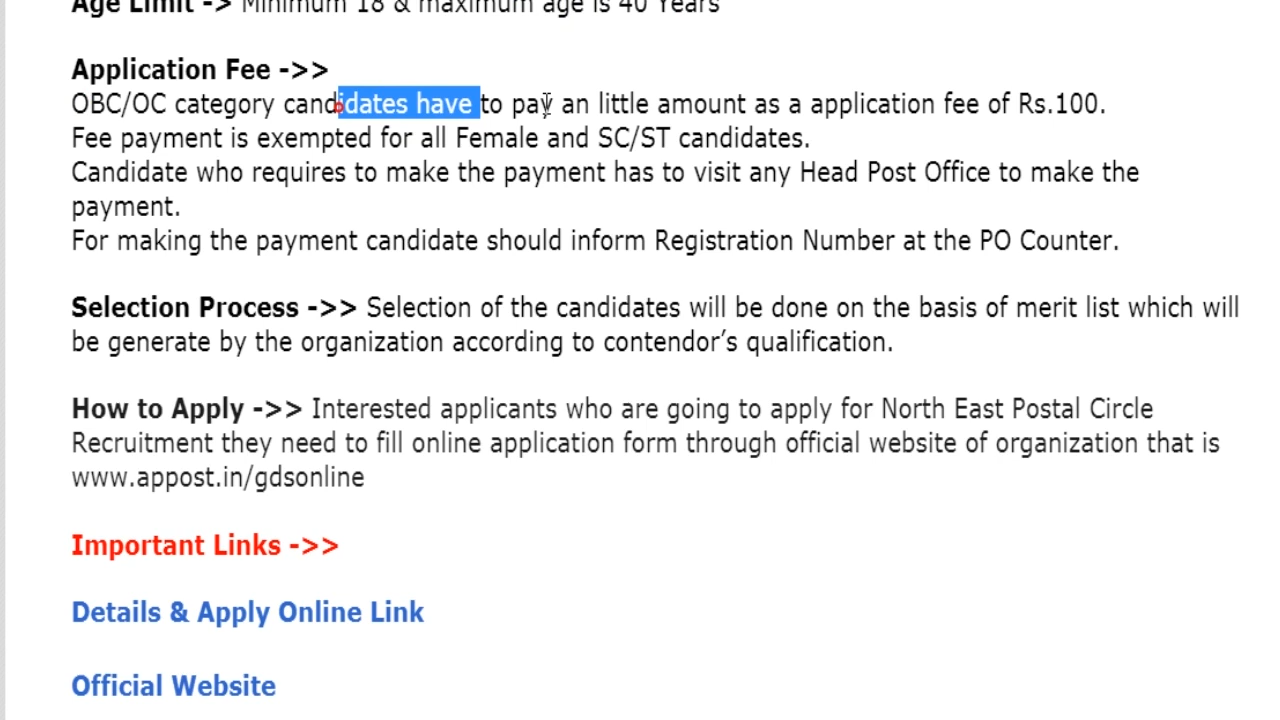 Age Limit -> Minimum 18 & maximum age is 40 Years
Application Fee ->>
OBC/OC category candidates have to pay an little amount as a application fee of Rs.100.
Fee payment is exempted for all Female and SC/ST candidates.
Candidate who requires to make the payment has to visit any Head Post Office to make the
payment.
For making the payment candidate should inform Registration Number at the PO Counter.
Selection Process ->> Selection of the candidates will be done on the basis of merit list which will
be generate by the organization according to contendor’s qualification.
How to Apply ->> Interested applicants who are going to apply for North East Postal Circle
Recruitment they need to fill online application form through official website of organization that is
www.appost.in/gdsonline
Important Links ->>
Details & Apply Online Link
Official Website